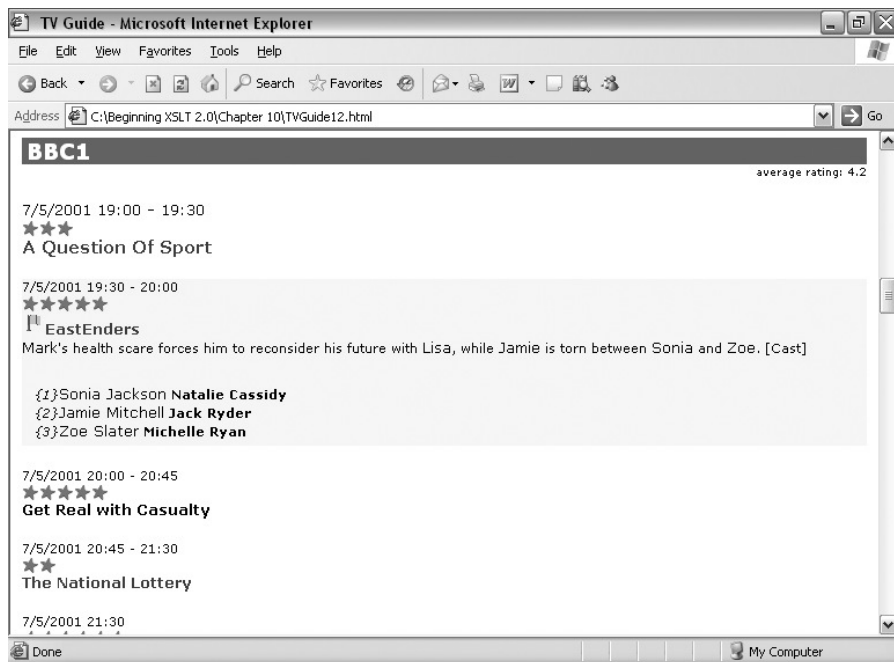 TV Guide - Microsoft Internet Explorer
File Edit View Favorites Tools Help
Back Search Favorites
Address C:\Beginning XSLT 2.0\Chapter 10\TVGuide12.html Go
BBC1
average rating: 4.2
7/5/2001 19:00 - 19:30
A Question Of Sport
7/5/2001 19:30 - 20:00
EastEnders
Mark's health scare forces him to reconsider his future with Lisa, while Jamie is torn between Sonia and Zoe. [Cast]
{1}Sonia Jackson Natalie Cassidy
{2}Jamie Mitchell Jack Ryder
{3}Zoe Slater Michelle Ryan
7/5/2001 20:00 - 20:45
Get Real with Casualty
7/5/2001 20:45 - 21:30
The National Lottery
7/5/2001 21:30
Done My Computer